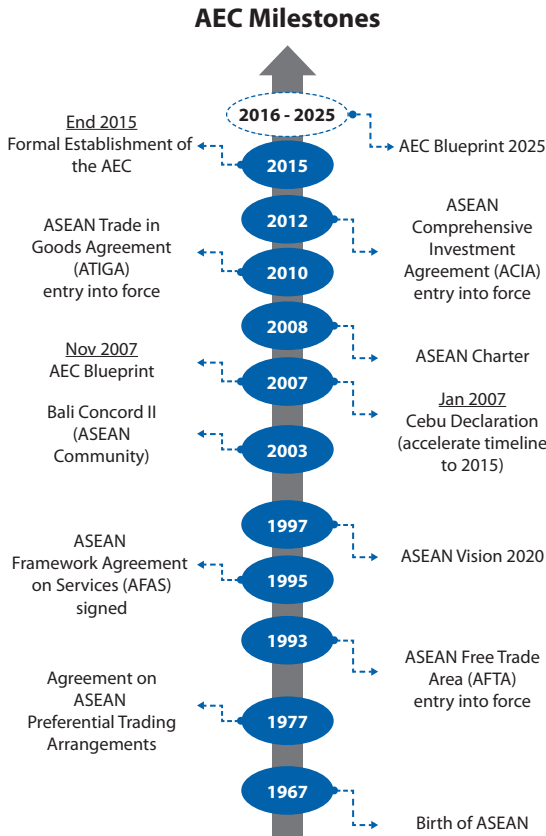 AEC Milestones
2016 - 2025
AEC Blueprint 2025
End 2015
Formal Establishment of
the AEC
2015
2012
ASEAN
Comprehensive
Investment
Agreement (ACIA)
entry into force
ASEAN Trade in
Goods Agreement
(ATIGA)
entry into force
2010
2008
ASEAN Charter
Nov 2007
AEC Blueprint
2007
Jan 2007
Cebu Declaration
(accelerate timeline
to 2015)
Bali Concord II
(ASEAN
Community)
2003
1997
ASEAN Vision 2020
ASEAN
Framework Agreement
on Services (AFAS)
signed
1995
1993
ASEAN Free Trade
Area (AFTA)
entry into force
Agreement on
ASEAN
Preferential Trading
Arrangements
1977
1967
Birth of ASEAN